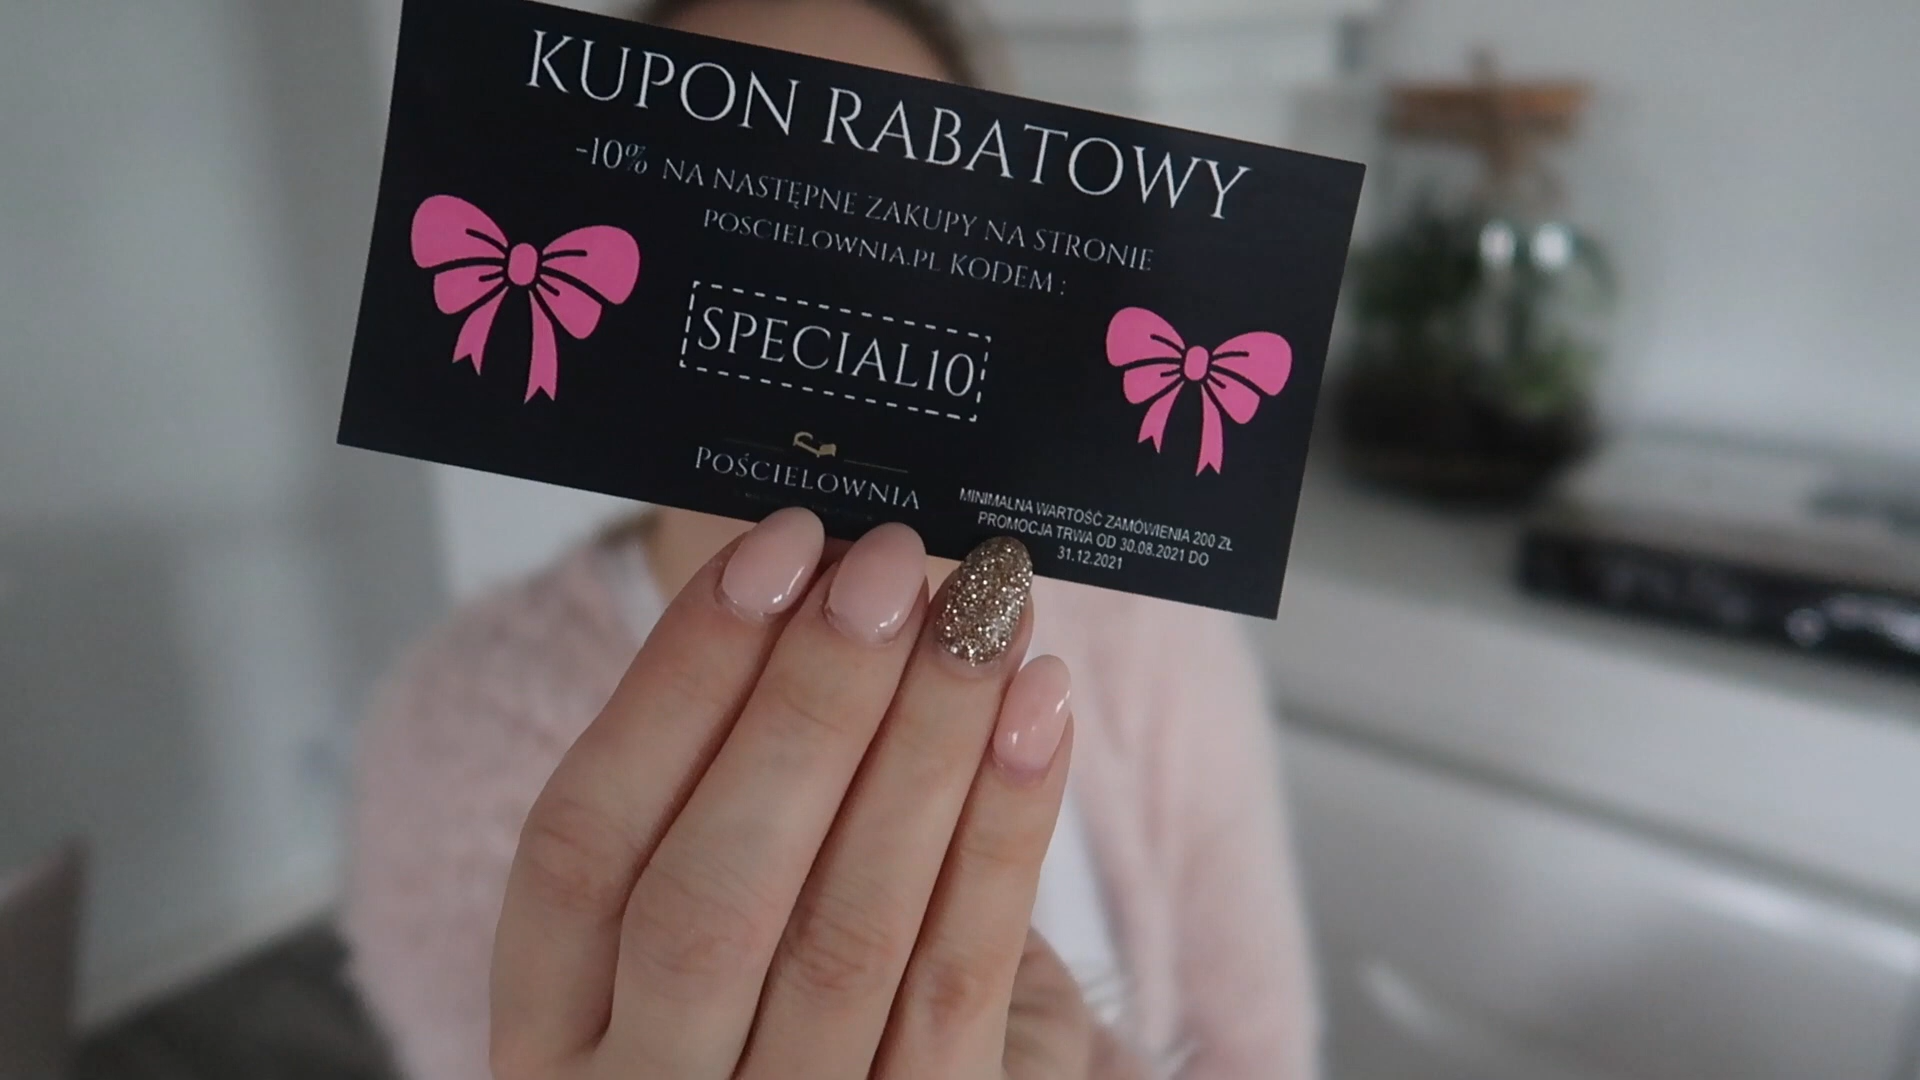 KUPON RABATOWY
-10% NA NASTĘPNE ZAKUPY NA STRONIE
POSCIELOWNIA.PL KODEM :
SPECIAL10
POŚCIELOWNIA
MINIMALNA WARTOŚĆ ZAMÓWIENIA 200 ZŁ
PROMOCJA TRWA OD 30.08.2021 DO
31.12.2021